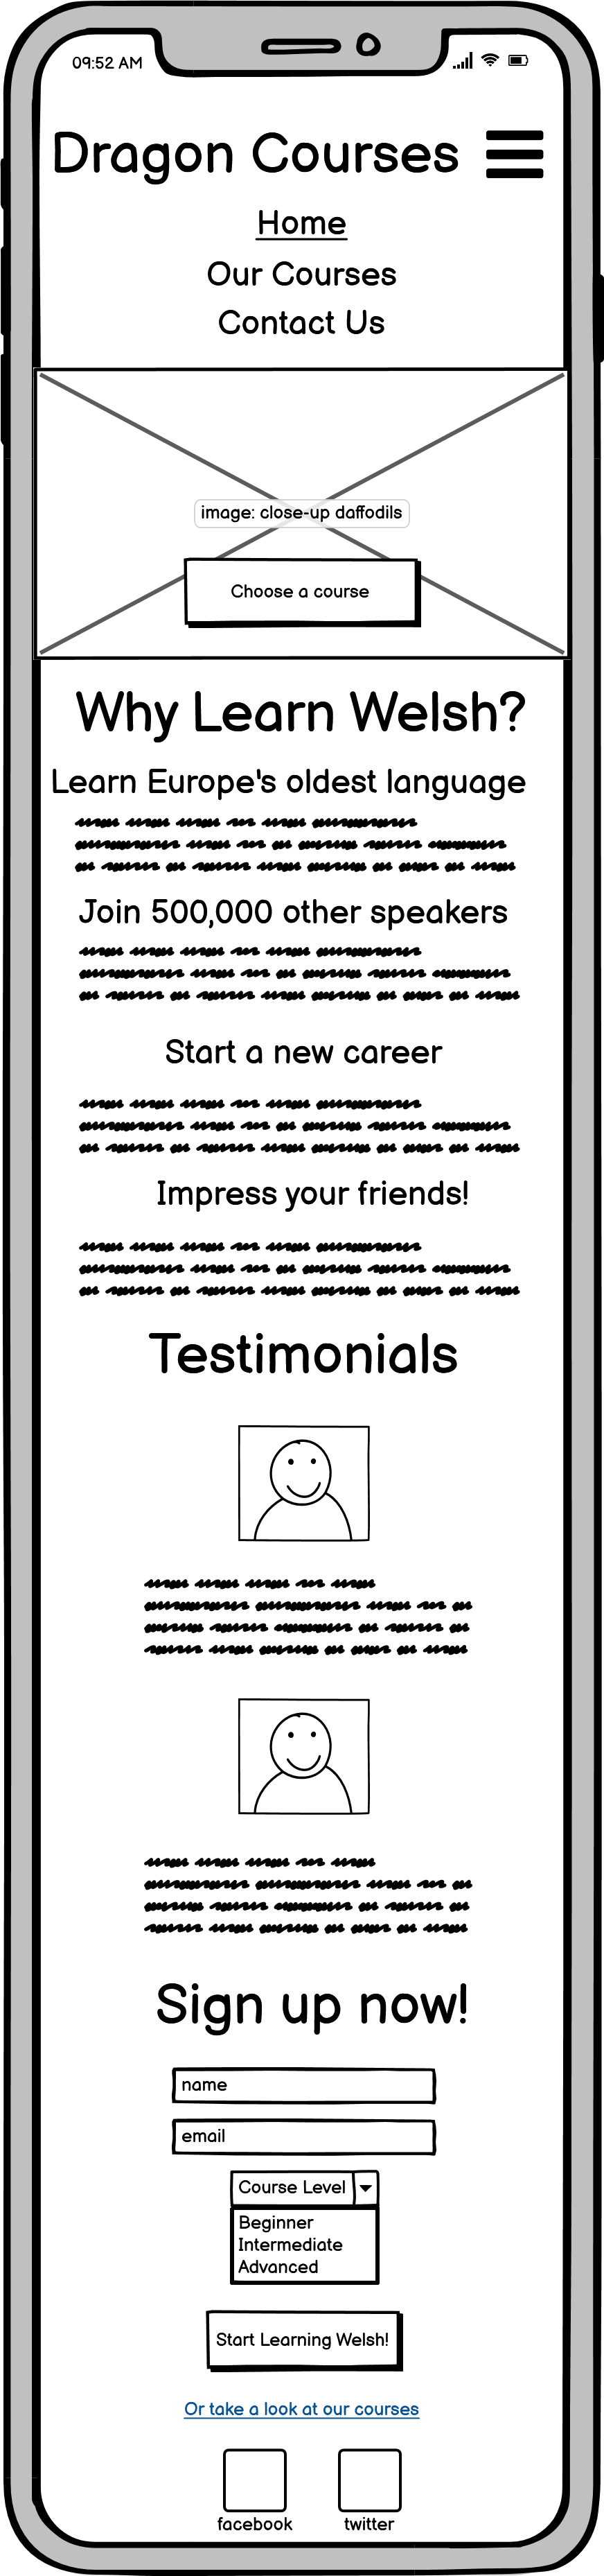 09:52 AM
Dragon Courses
Home
Our Courses
Contact Us
image: close-up daffodils
Choose a course
Why Learn Welsh?
Learn Europe's oldest language
Join 500,000 other speakers
Start a new career
Impress your friends!
Testimonials
Sign up now!
name
email
Course Level
Beginner
Intermediate
Advanced
Start Learning Welsh!
Or take a look at our courses
facebook twitter